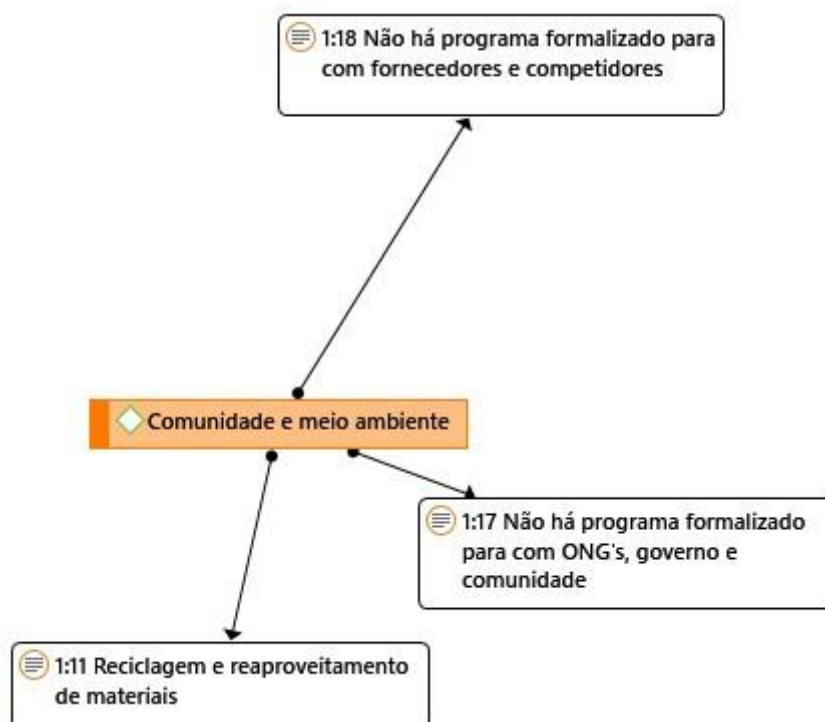 1:18 Não há programa formalizado para
com fornecedores e competidores
Comunidade e meio ambiente
1:17 Não há programa formalizado
para com ONG's, governo e
comunidade
1:11 Reciclagem e reaproveitamento
de materiais